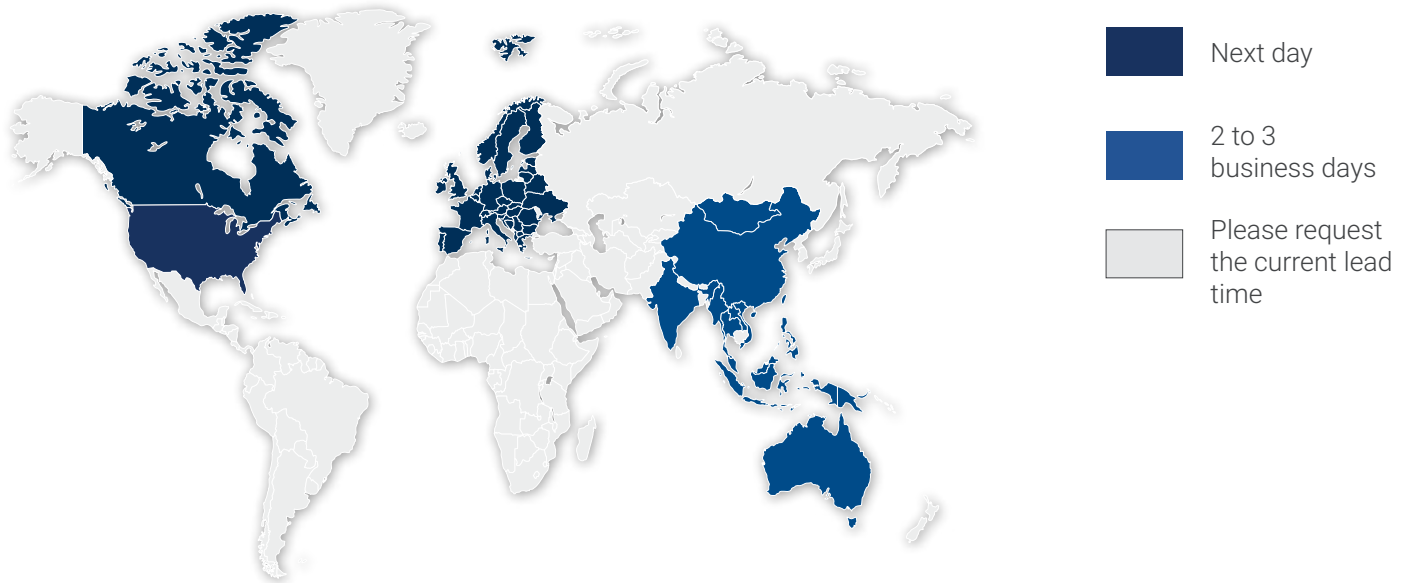 Next day
2 to 3
business days
Please request
the current lead
time